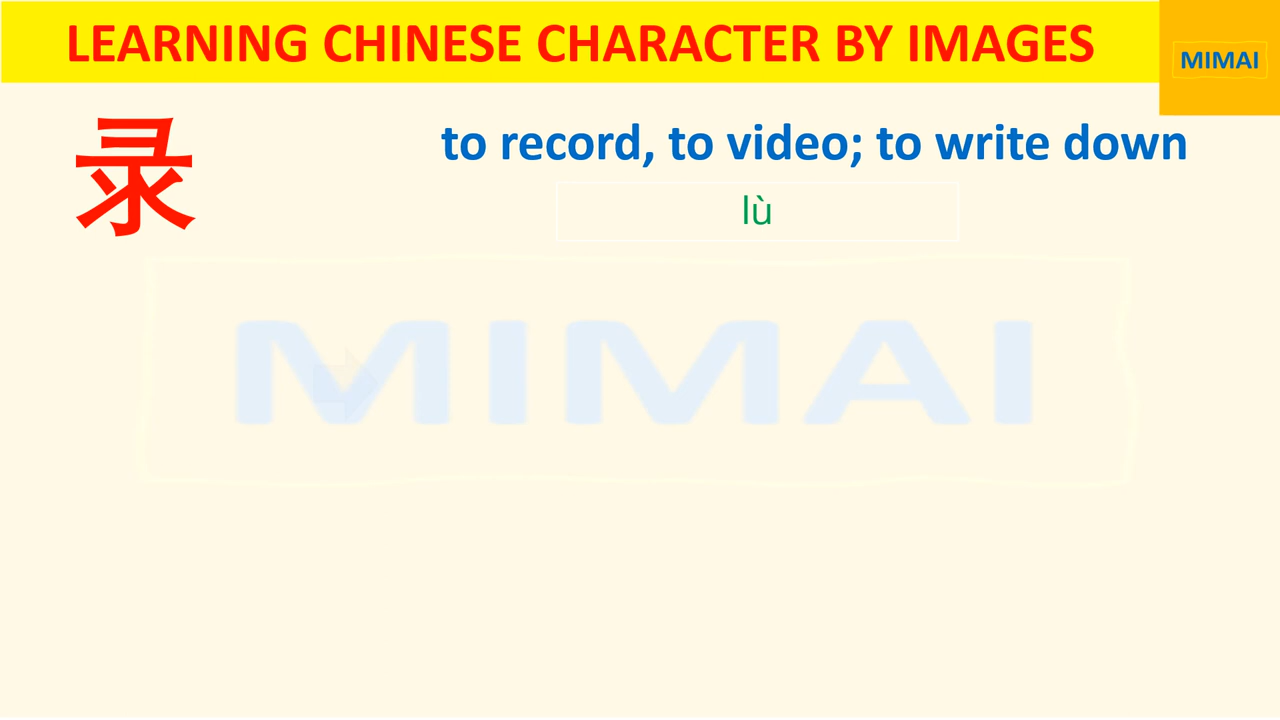 LEARNING CHINESE CHARACTER BY IMAGES
MIMAI
录
to record, to video; to write down
lù
MIMAI